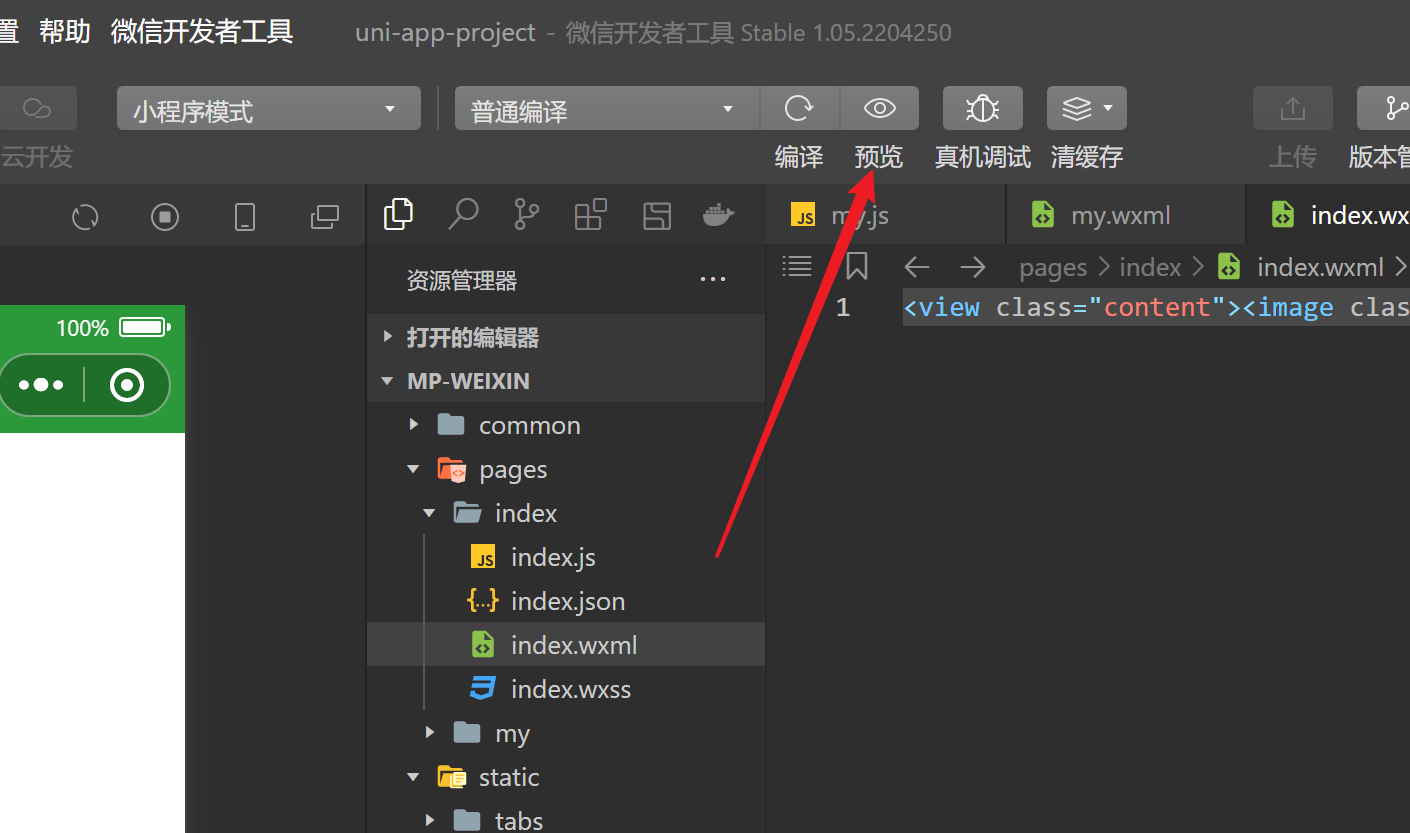 置 帮助 微信开发者工具 uni-app-project - 微信开发者工具 Stable 1.05.2204250
小程序模式 普通编译
云开发 编译 预览 真机调试 清缓存 上传 版本管
JS my.js my.wxml index.wx
资源管理器 ···
pages > index > index.wxml >
1 <view class="content"><image clas
100%
打开的编辑器
MP-WEIXIN
common
pages
index
JS index.js
{...} index.json
index.wxml
index.wxss
my
static
tabs